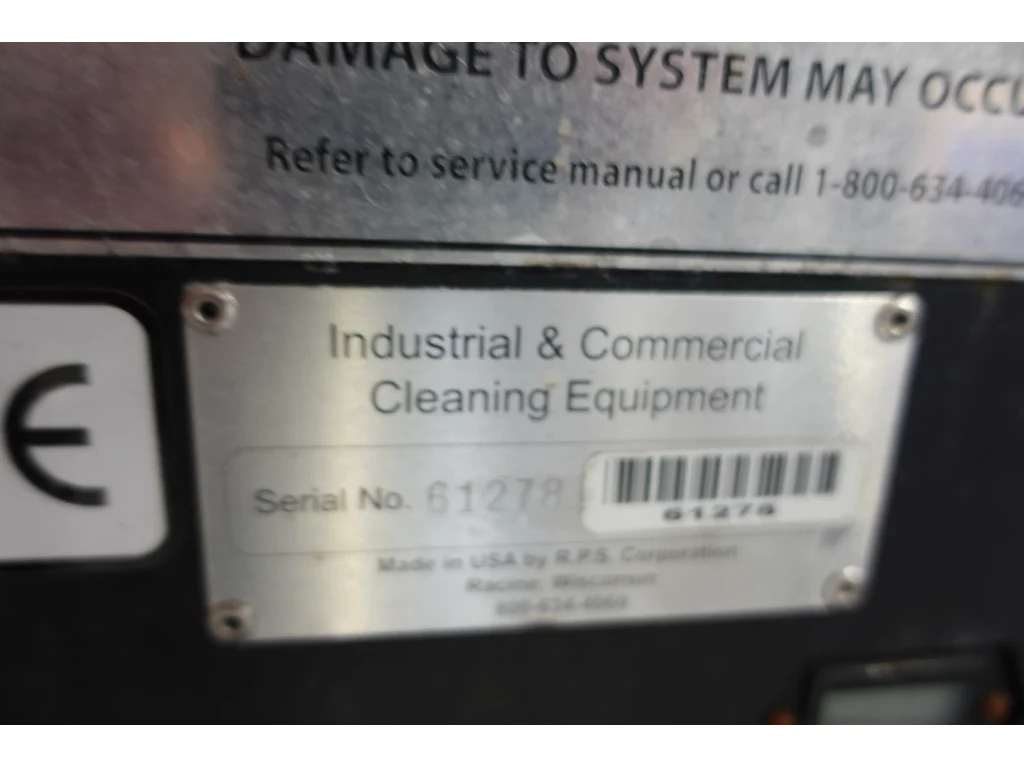 DAMAGE TO SYSTEM MAY OCCU
Refer to service manual or call 1-800-634-406
Industrial & Commercial
Cleaning Equipment
Serial No. 61278
61278
Made in USA by R.P.S. Corporation
Racine, Wisconsin
800-634-4060
CE